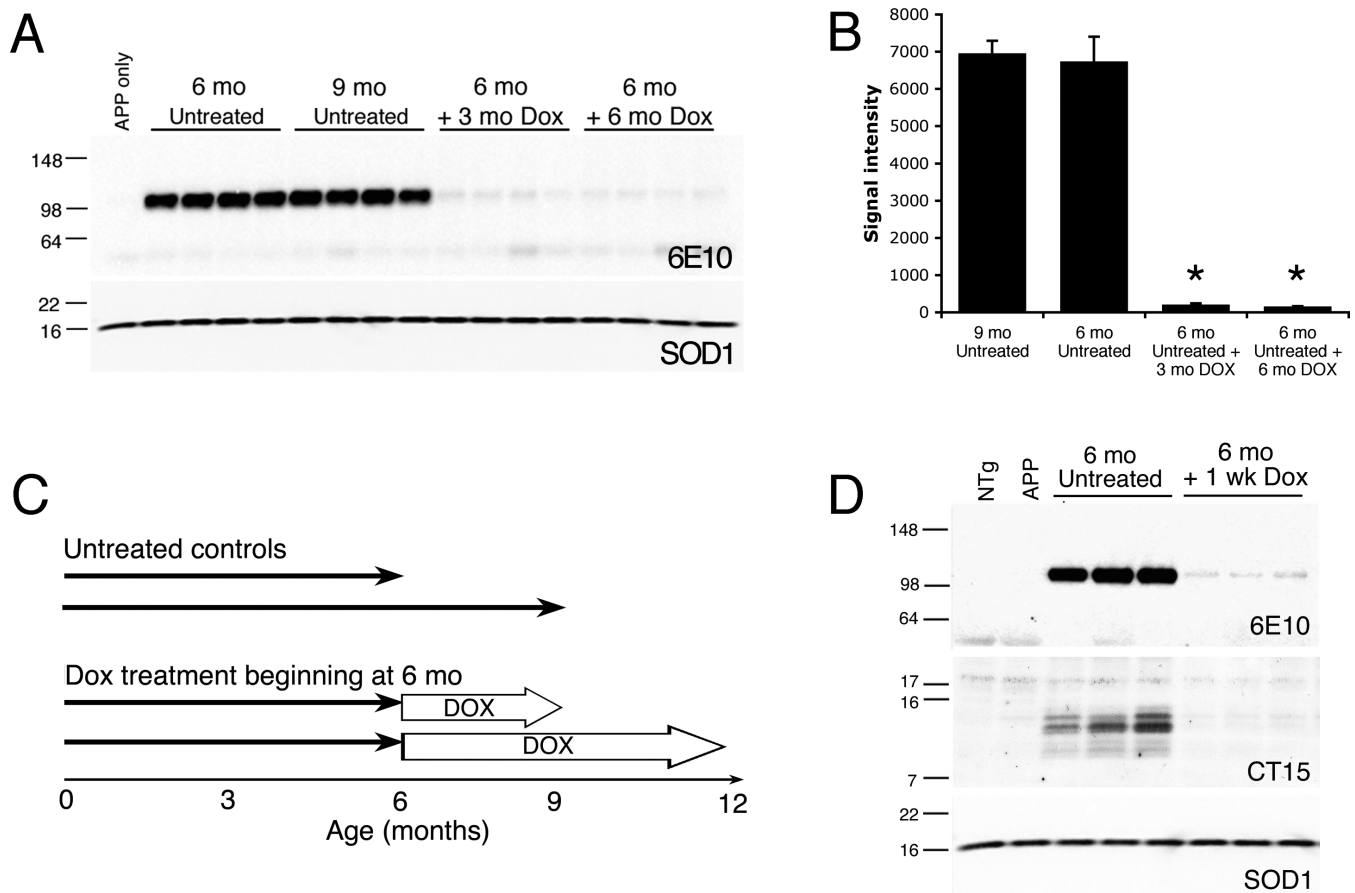 A
APP only
6 mo
Untreated
9 mo
Untreated
6 mo
+ 3 mo Dox
6 mo
+ 6 mo Dox
148
98
64
6E10
22
16
SOD1
B
Signal intensity
8000
7000
6000
5000
4000
3000
2000
1000
0
*
*
9 mo
Untreated
6 mo
Untreated
6 mo
Untreated +
3 mo DOX
6 mo
Untreated +
6 mo DOX
C
Untreated controls
Dox treatment beginning at 6 mo
DOX
DOX
0 3 6 9 12
Age (months)
D
NTg
APP
6 mo
Untreated
6 mo
+ 1 wk Dox
148
98
64
6E10
17
16
7
CT15
22
16
SOD1